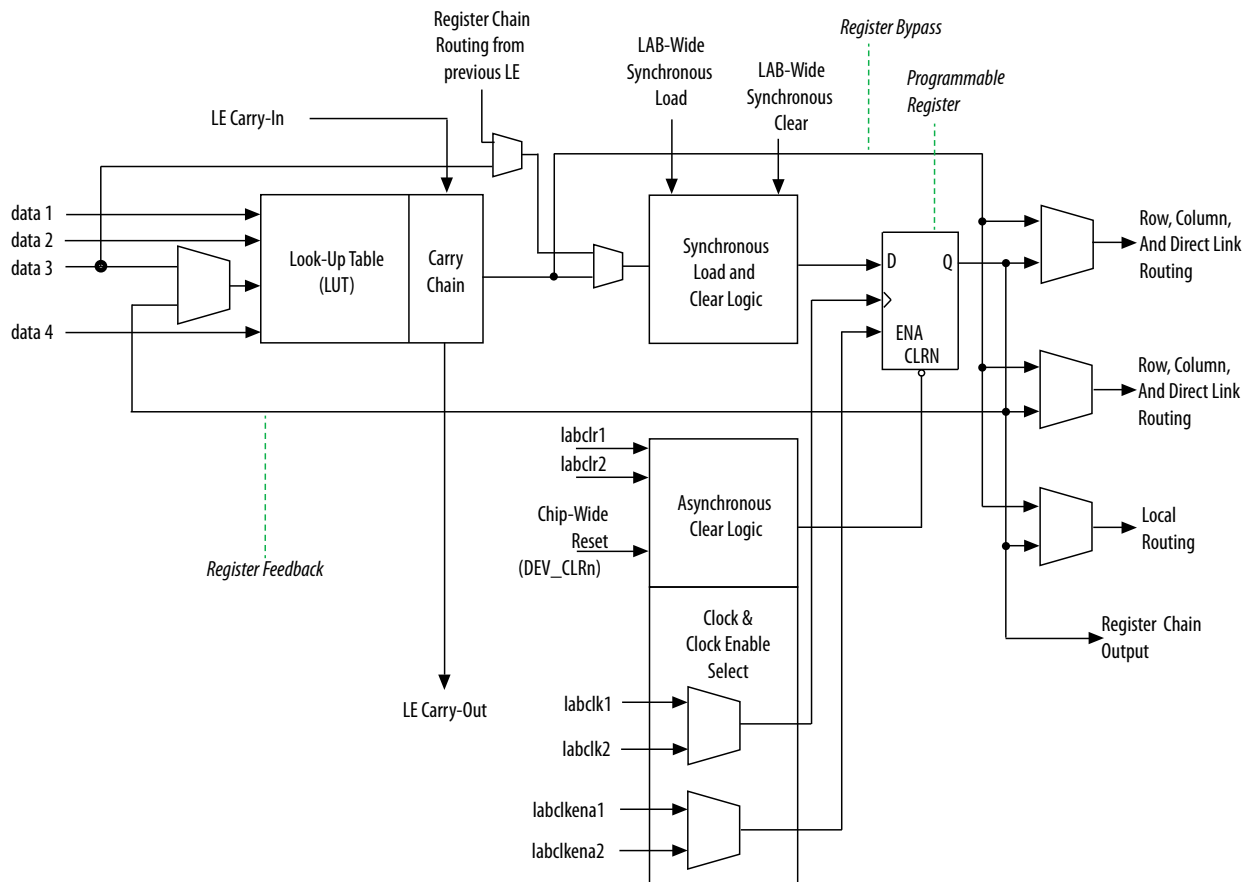 Register Chain
Routing from
previous LE
LAB-Wide
Synchronous
Load
LAB-Wide
Synchronous
Clear
Register Bypass
Programmable
Register
LE Carry-In
data 1
data 2
data 3
data 4
Look-Up Table
(LUT)
Carry
Chain
Synchronous
Load and
Clear Logic
D
Q
ENA
CLRN
Row, Column,
And Direct Link
Routing
Row, Column,
And Direct Link
Routing
Local
Routing
Register Chain
Output
Register Feedback
labclr1
labclr2
Chip-Wide
Reset
(DEV_CLRn)
Asynchronous
Clear Logic
Clock &
Clock Enable
Select
labclk1
labclk2
labclkena1
labclkena2
LE Carry-Out